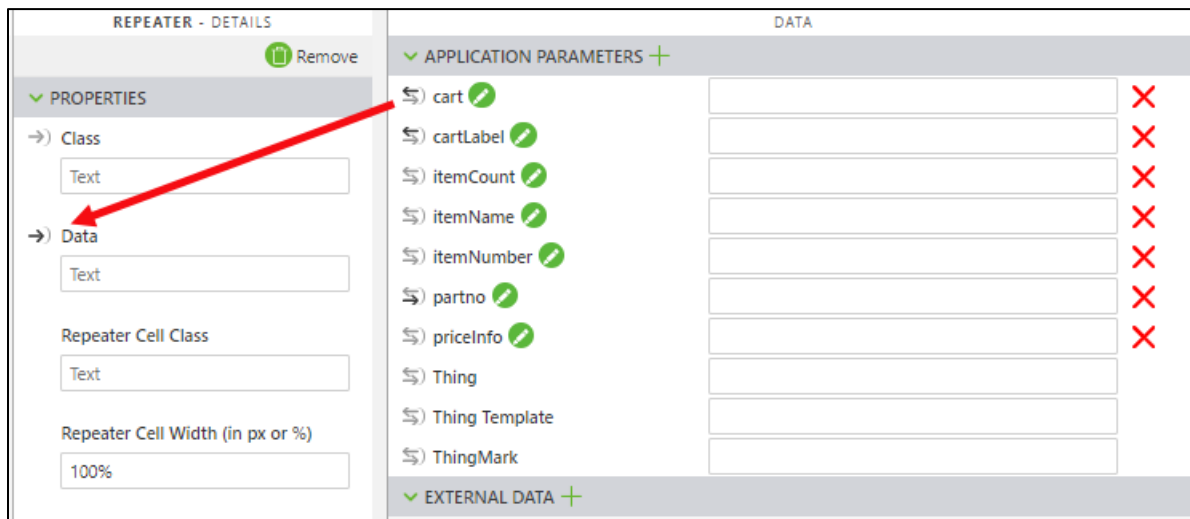 REPEATER - DETAILS
Remove
PROPERTIES
Class
Text
Data
Text
Repeater Cell Class
Text
Repeater Cell Width (in px or %)
100%
DATA
APPLICATION PARAMETERS
cart
cartLabel
itemCount
itemName
itemNumber
partno
priceInfo
Thing
Thing Template
ThingMark
EXTERNAL DATA